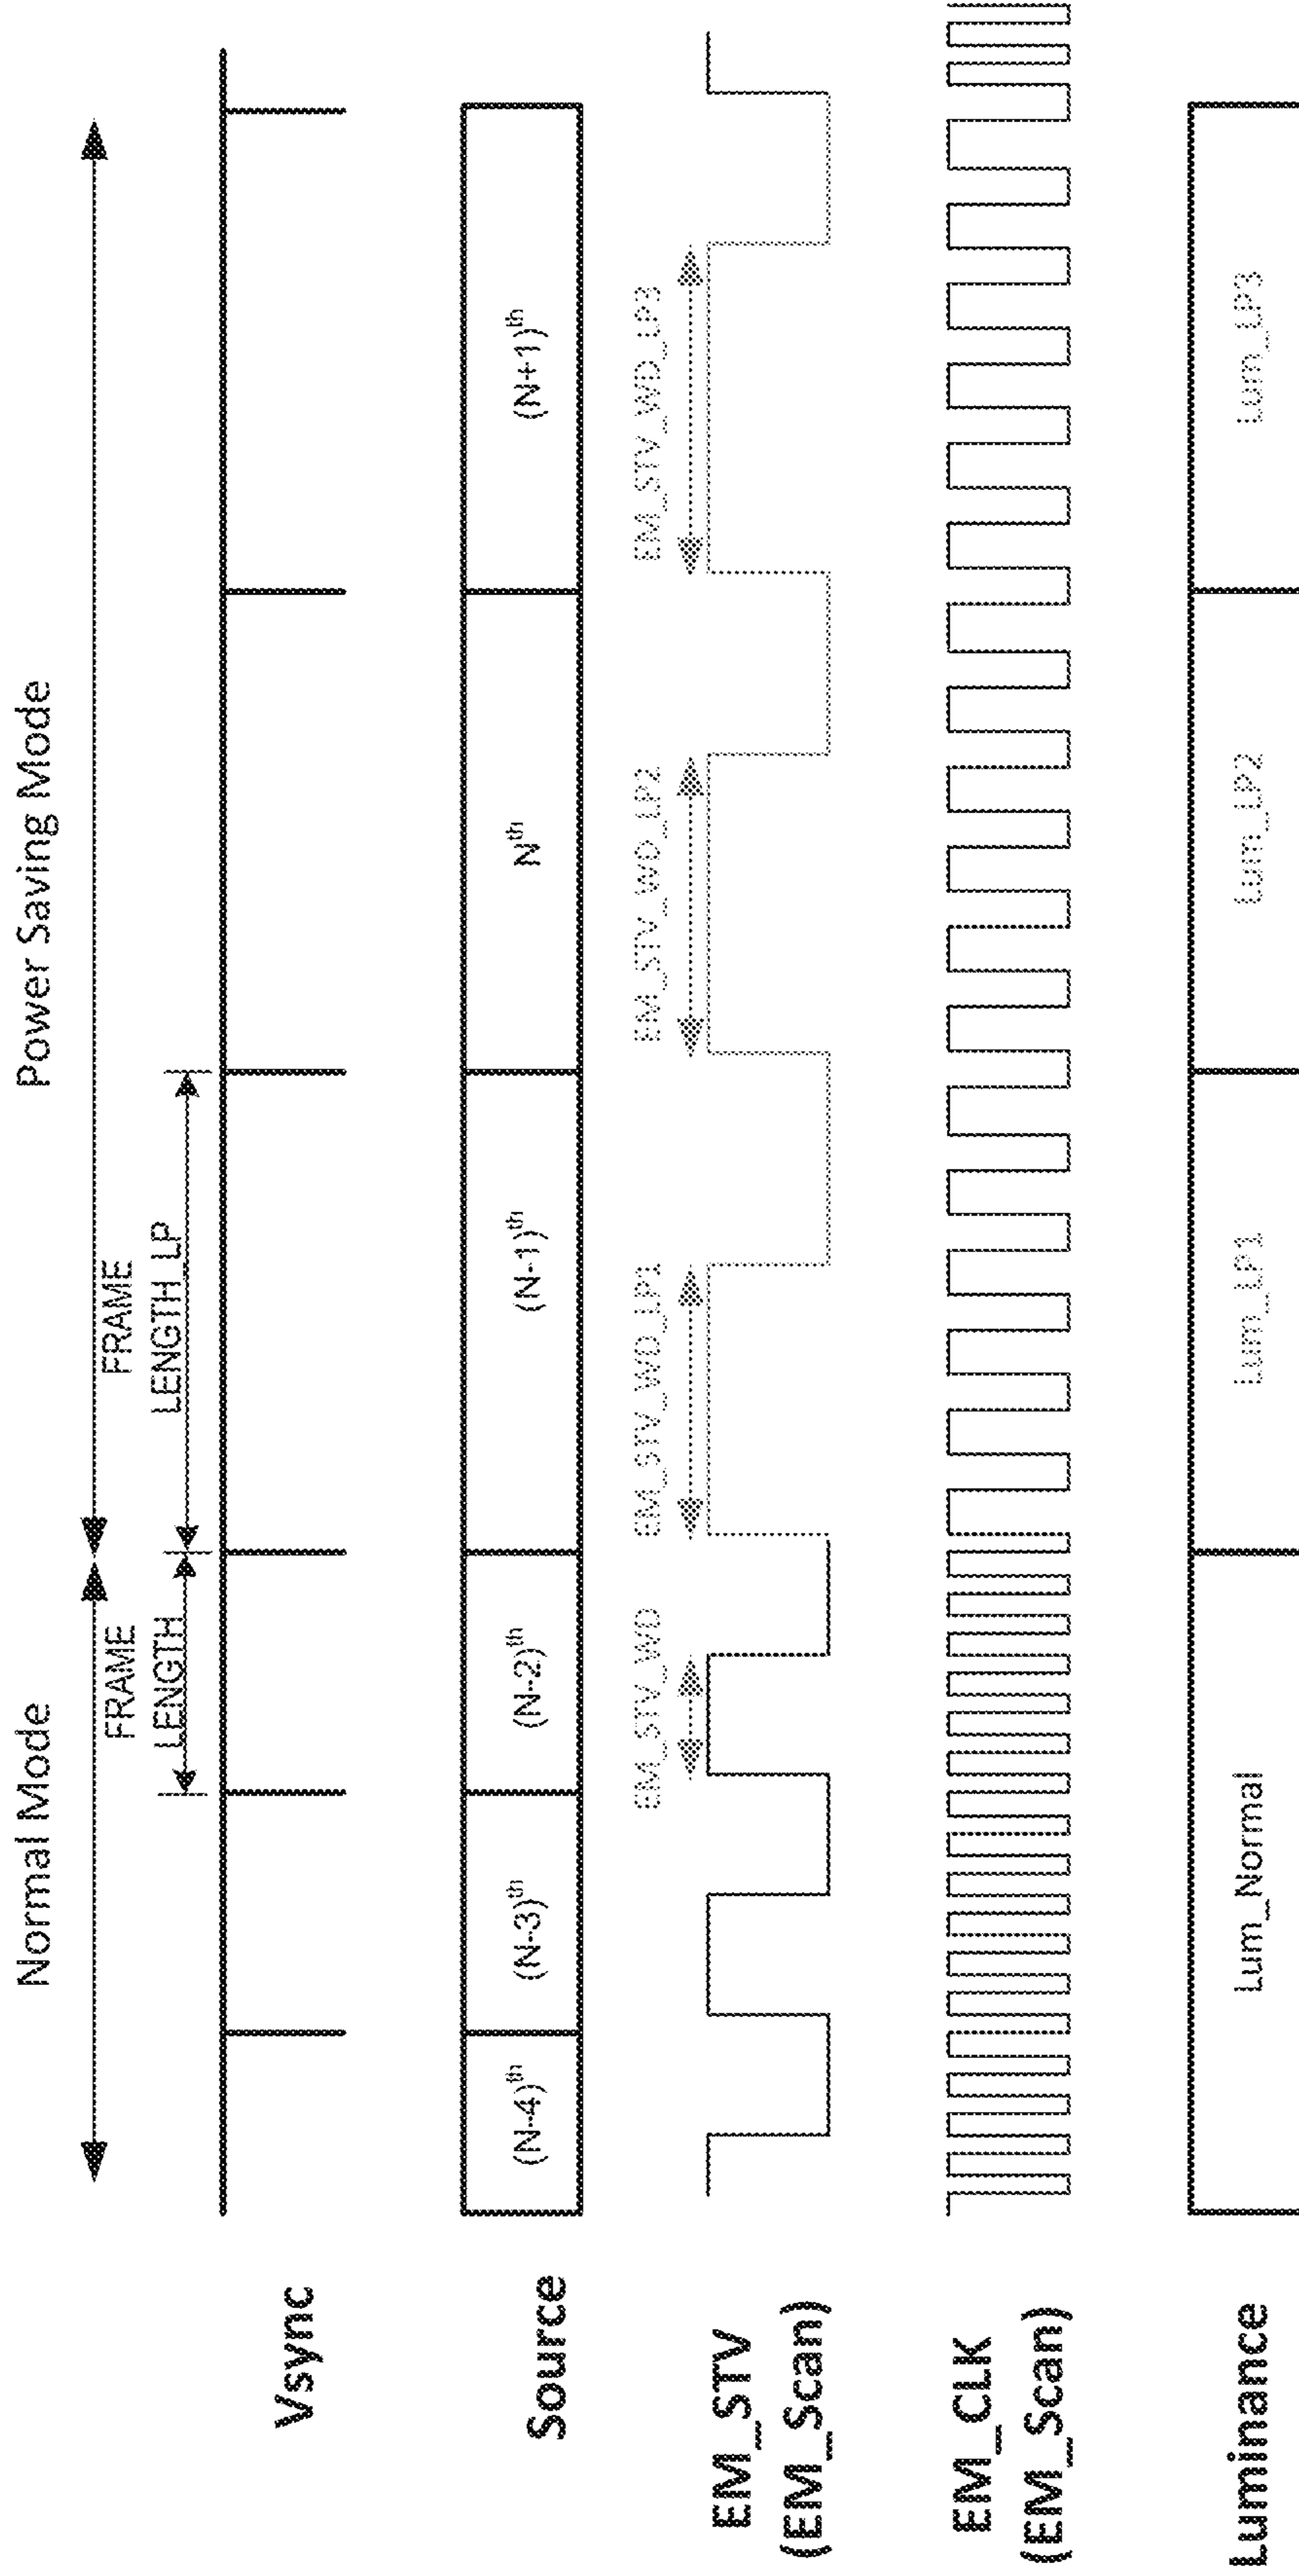 Normal Mode
Power Saving Mode
FRAME
LENGTH
FRAME
LENGTH_LP
Vsync
Source
(N-4)th
(N-3)th
(N-2)th
(N-1)th
Nth
(N+1)th
EM_STV_WD
EM_STV_WD_LP1
EM_STV_WD_LP2
EM_STV_WD_LP3
EM_STV
(EM_Scan)
EM_CLK
(EM_Scan)
Luminance
Lum_Normal
Lum_LP1
Lum_LP2
Lum_LP3